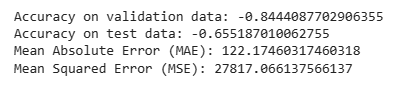 Accuracy on validation data: -0.8444087702906355
Accuracy on test data: -0.655187010062755
Mean Absolute Error (MAE): 122.17460317460318
Mean Squared Error (MSE): 27817.066137566137